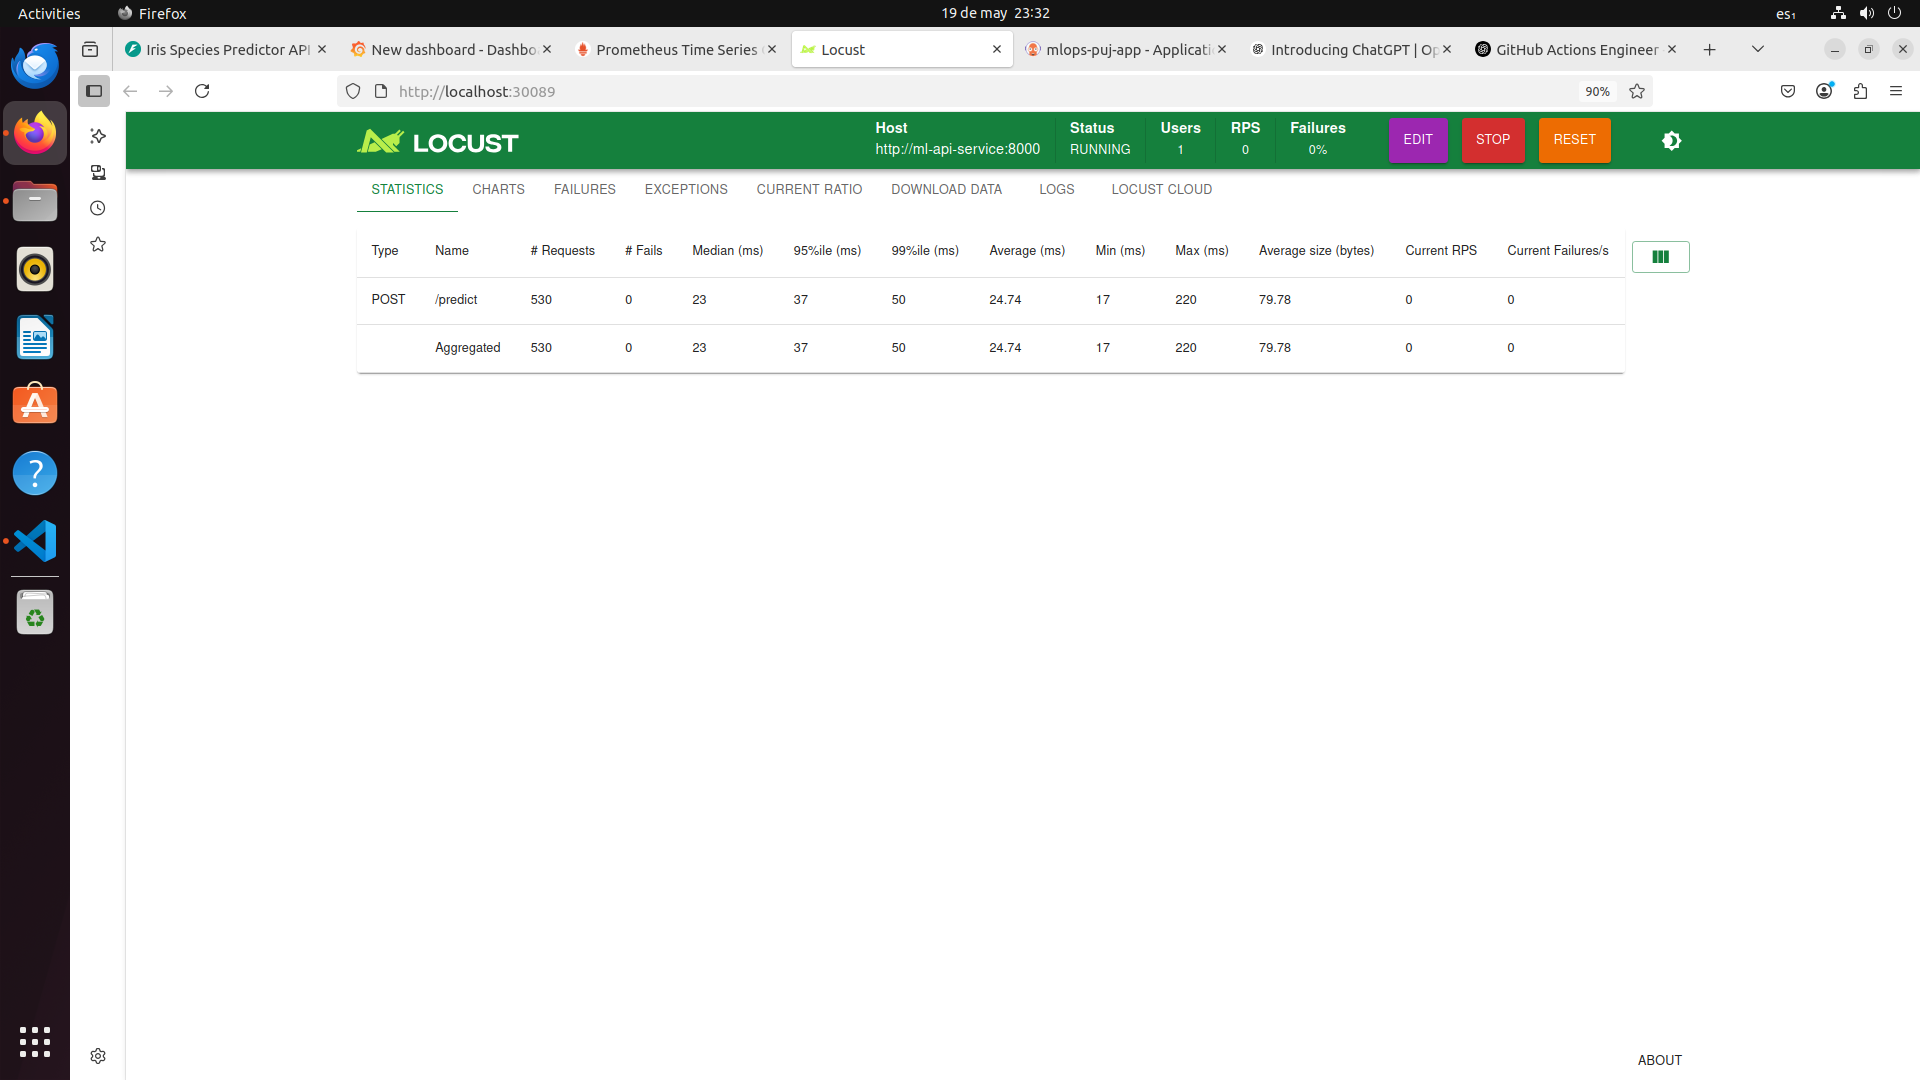 Activities Firefox 19 de may 23:32 es₁
Iris Species Predictor API New dashboard - Dashbo Prometheus Time Series Locust mlops-puj-app - Applicati Introducing ChatGPT | Op GitHub Actions Engineer
http://localhost:30089 90%
LOCUST
Host Status Users RPS Failures
http://ml-api-service:8000 RUNNING 1 0 0%
EDIT STOP RESET
STATISTICS CHARTS FAILURES EXCEPTIONS CURRENT RATIO DOWNLOAD DATA LOGS LOCUST CLOUD
Type Name # Requests # Fails Median (ms) 95%ile (ms) 99%ile (ms) Average (ms) Min (ms) Max (ms) Average size (bytes) Current RPS Current Failures/s
POST /predict 530 0 23 37 50 24.74 17 220 79.78 0 0
Aggregated 530 0 23 37 50 24.74 17 220 79.78 0 0
ABOUT